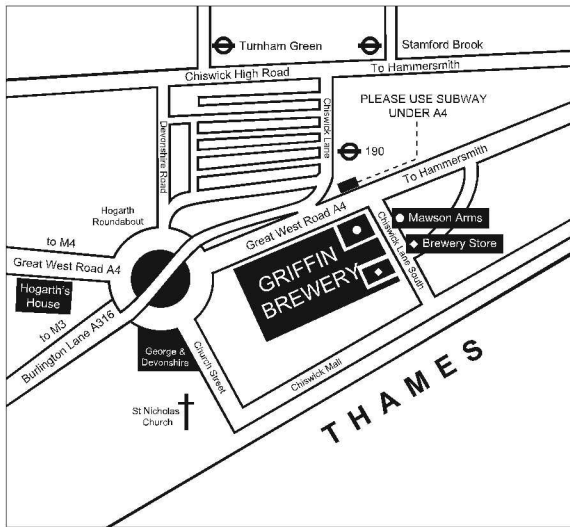 Turnham Green
Stamford Brook
Chiswick High Road
To Hammersmith
PLEASE USE SUBWAY
UNDER A4
Devonshire Road
Chiswick Lane
190
To Hammersmith
Hogarth
Roundabout
Great West Road A4
Mawson Arms
Brewery Store
Chiswick Lane South
to M4
Great West Road A4
GRIFFIN
BREWERY
Hogarth's
House
to M3
Burlington Lane A316
George &
Devonshire
Church Street
Chiswick Mall
THAMES
St Nicholas
Church